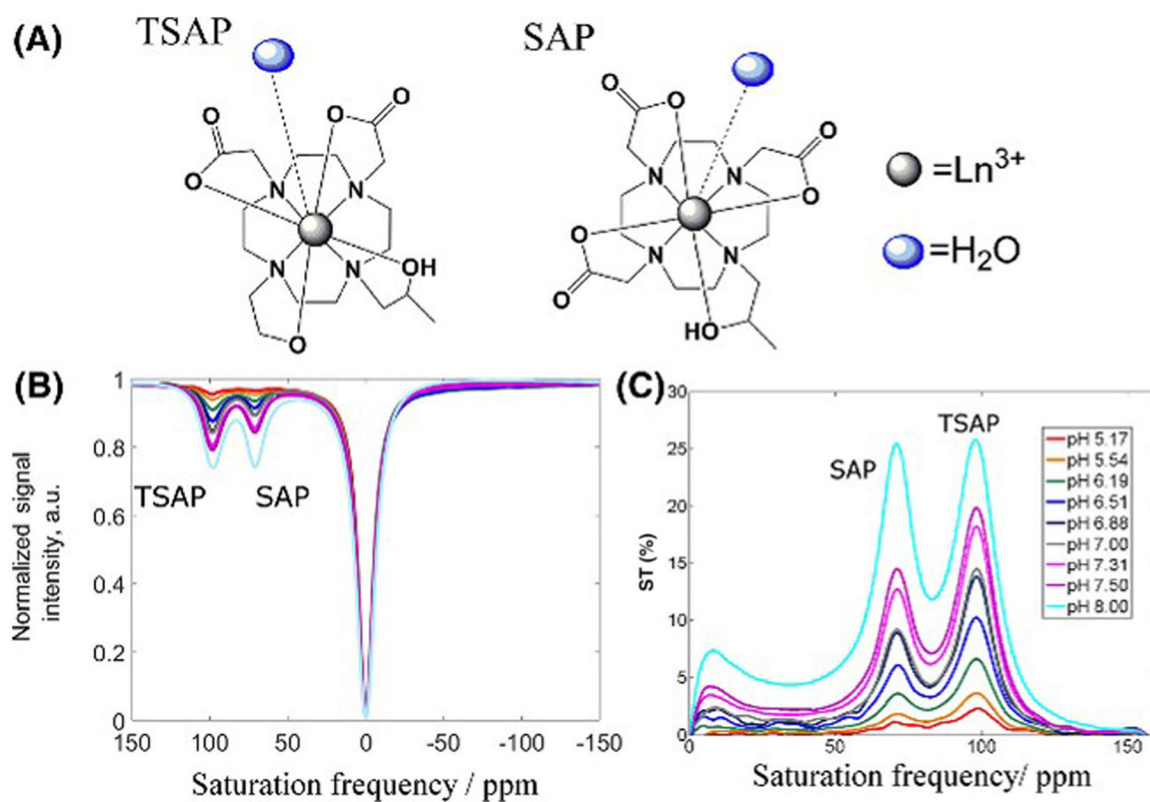 (A)
TSAP
SAP
O
O
O
O
N
N
N
N
OH
O
O
O
O
O
O
O
N
N
N
N
HO
=Ln³⁺
=H₂O
(B)
1
0.8
0.6
0.4
0.2
0
Normalized signal
intensity, a.u.
TSAP
SAP
150
100
50
0
-50
-100
-150
Saturation frequency / ppm
(C)
30
25
20
15
10
5
0
ST (%)
SAP
TSAP
pH 5.17
pH 5.54
pH 6.19
pH 6.51
pH 6.88
pH 7.00
pH 7.31
pH 7.50
pH 8.00
0
50
100
150
Saturation frequency/ ppm